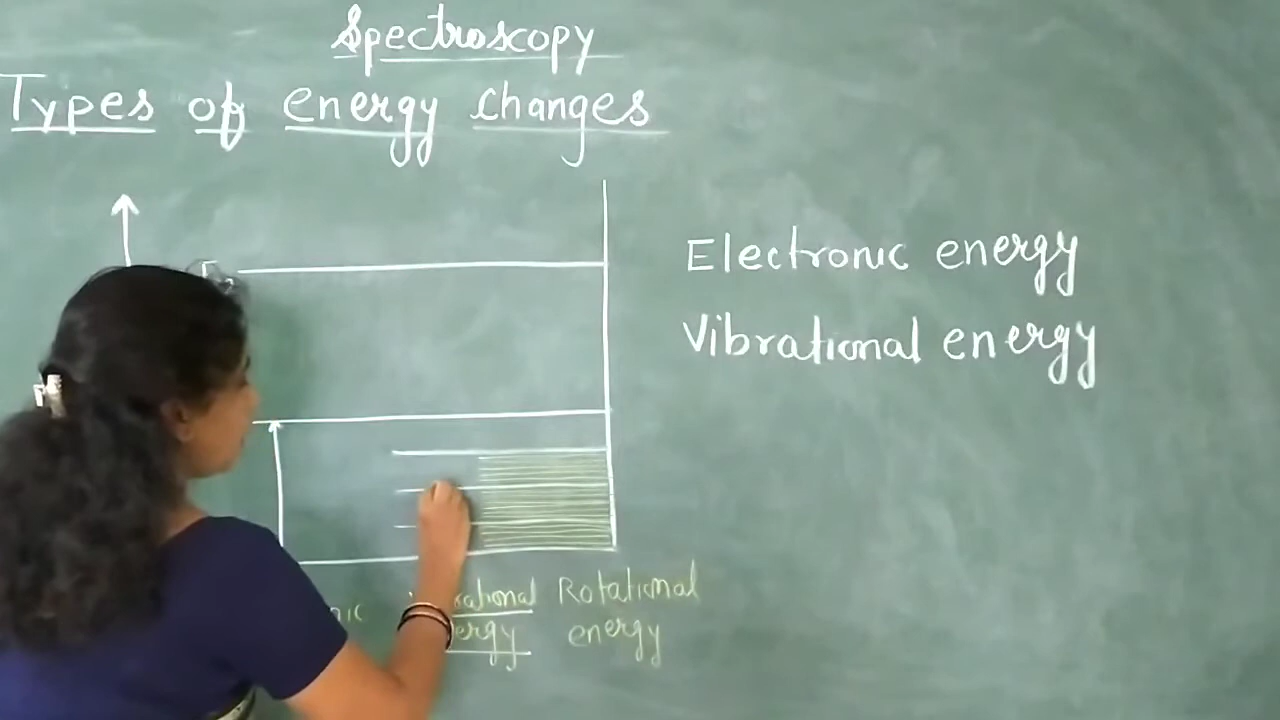 Spectroscopy
Types of energy changes
Electronic energy
Vibrational energy
Rotational
energy